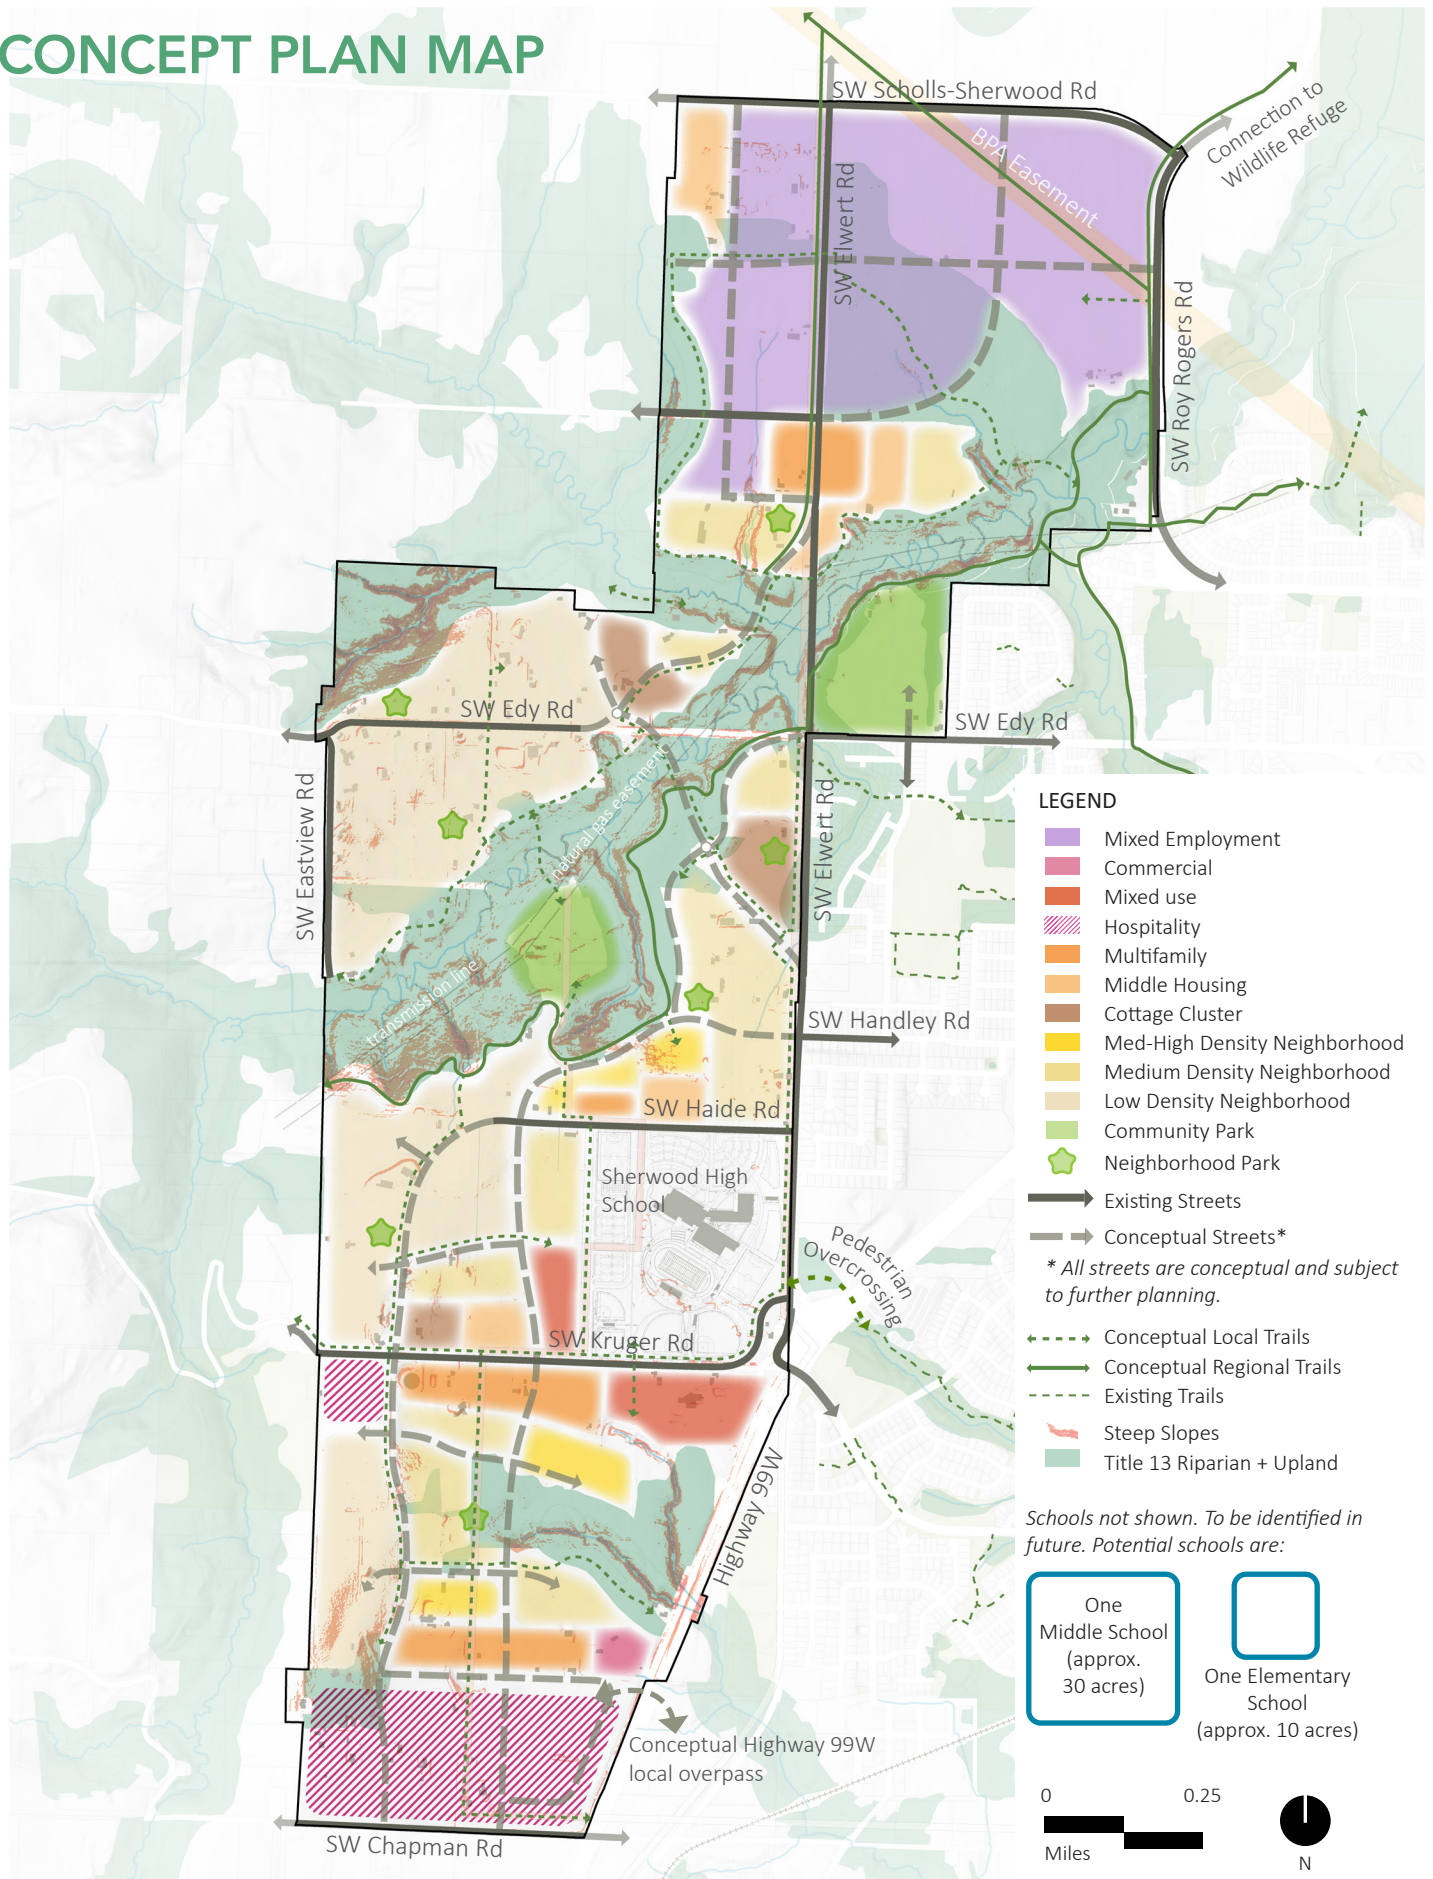 CONCEPT PLAN MAP
SW Scholls-Sherwood Rd
Connection to
Wildlife Refuge
BPA Easement
SW Elwert Rd
SW Roy Rogers Rd
SW Edy Rd
SW Edy Rd
natural gas easement
SW Eastview Rd
SW Elwert Rd
transmission line
SW Handley Rd
SW Haide Rd
Sherwood High
School
Pedestrian
Overcrossing
SW Kruger Rd
Highway 99W
Conceptual Highway 99W
local overpass
SW Chapman Rd
LEGEND
Mixed Employment
Commercial
Mixed use
Hospitality
Multifamily
Middle Housing
Cottage Cluster
Med-High Density Neighborhood
Medium Density Neighborhood
Low Density Neighborhood
Community Park
Neighborhood Park
Existing Streets
Conceptual Streets*
* All streets are conceptual and subject
to further planning.
Conceptual Local Trails
Conceptual Regional Trails
Existing Trails
Steep Slopes
Title 13 Riparian + Upland
Schools not shown. To be identified in
future. Potential schools are:
One
Middle School
(approx.
30 acres)
One Elementary
School
(approx. 10 acres)
0 0.25
Miles
N